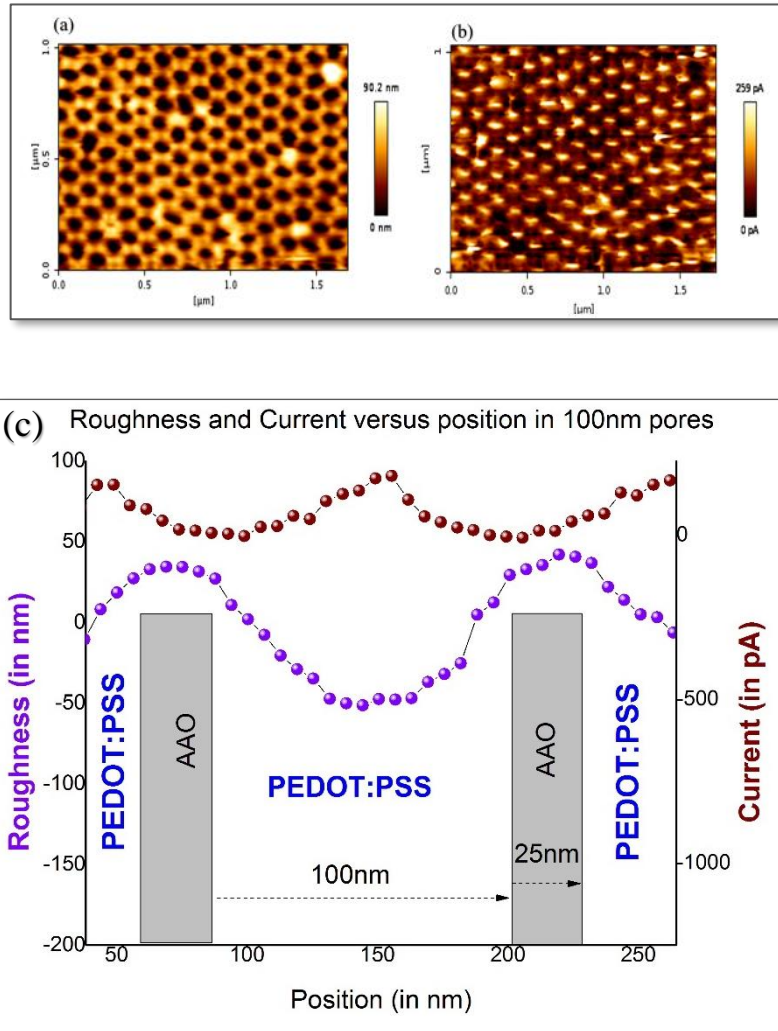 (a)
1.0
0.5
0.0
[µm]
0.0
0.5
1.0
1.5
[µm]
90.2 nm
0 nm
(b)
1
[µm]
0
0.0
0.5
1.0
1.5
[µm]
259 pA
0 pA
(c) Roughness and Current versus position in 100nm pores
100
50
0
-50
-100
-150
-200
Roughness (in nm)
PEDOT:PSS
AAO
PEDOT:PSS
100nm
AAO
25nm
PEDOT:PSS
0
-500
-1000
Current (in pA)
50
100
150
200
250
Position (in nm)